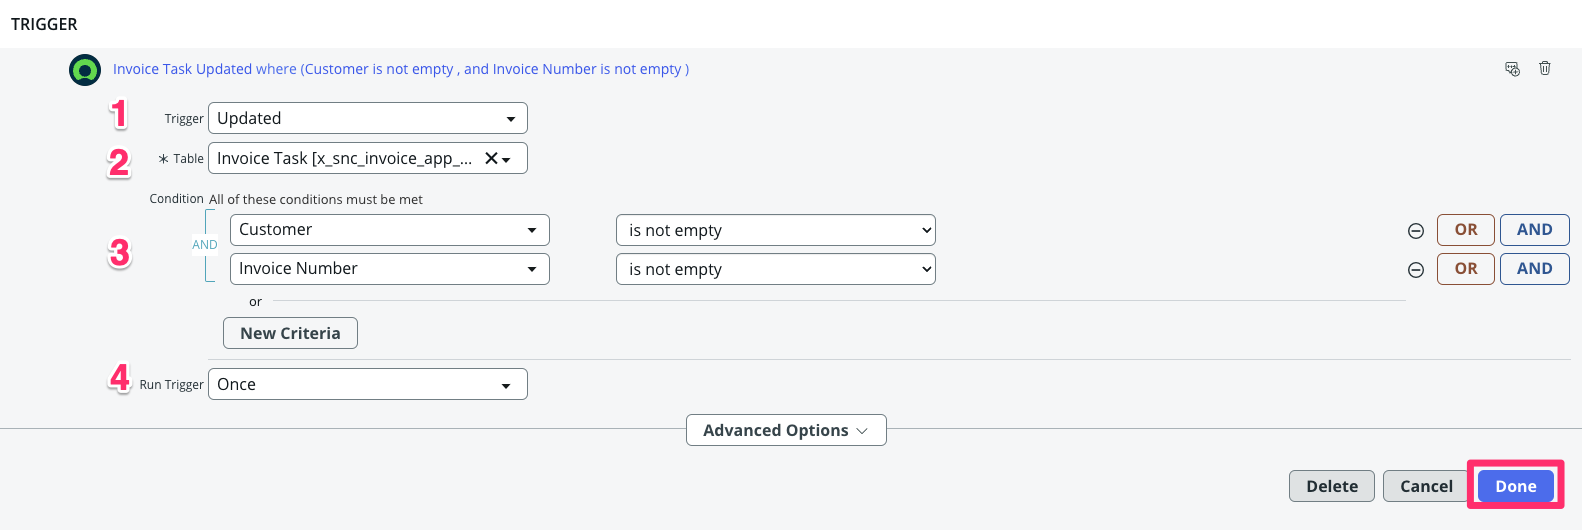 TRIGGER
Invoice Task Updated where (Customer is not empty , and Invoice Number is not empty )
1 Trigger Updated
2 * Table Invoice Task [x_snc_invoice_app_...
Condition All of these conditions must be met
3 AND
Customer is not empty OR AND
Invoice Number is not empty OR AND
or
New Criteria
4 Run Trigger Once
Advanced Options
Delete Cancel Done